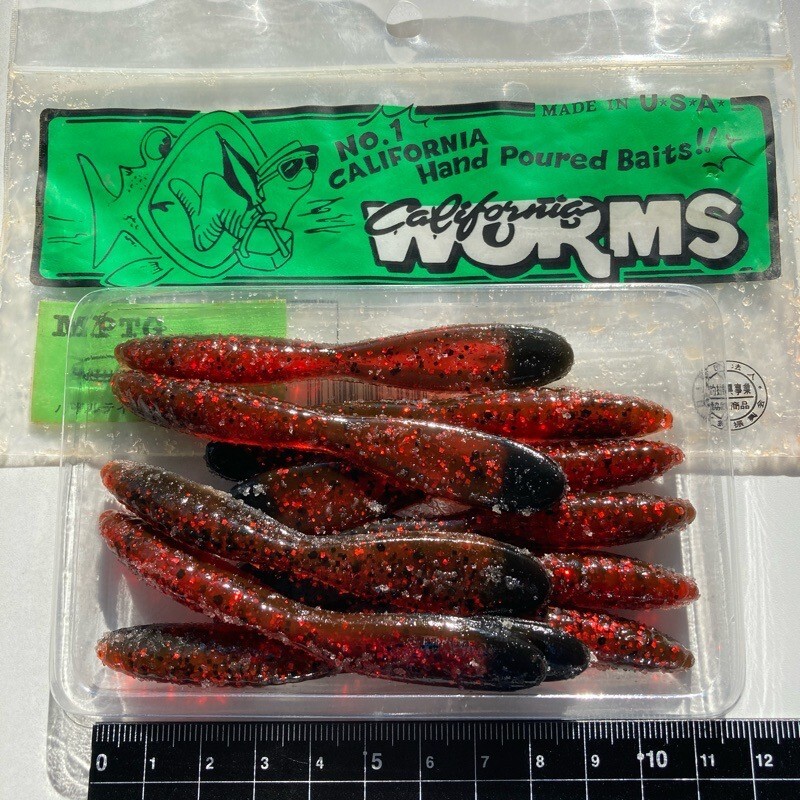 MADE IN U*S*A*
NO.1
CALIFORNIA
Hand Poured Baits!!
California
WORMS
0 1 2 3 4 5 6 7 8 9 10 11 12